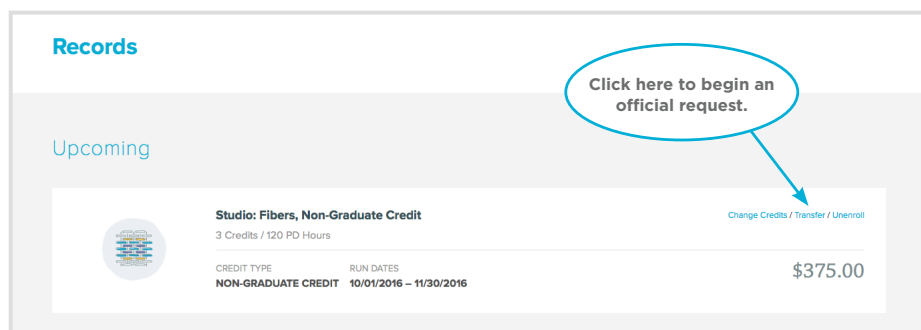 Records
Click here to begin an
official request.
Upcoming
Studio: Fibers, Non-Graduate Credit
Change Credits / Transfer / Unenroll
3 Credits / 120 PD Hours
CREDIT TYPE RUN DATES
$375.00
NON-GRADUATE CREDIT 10/01/2016 – 11/30/2016